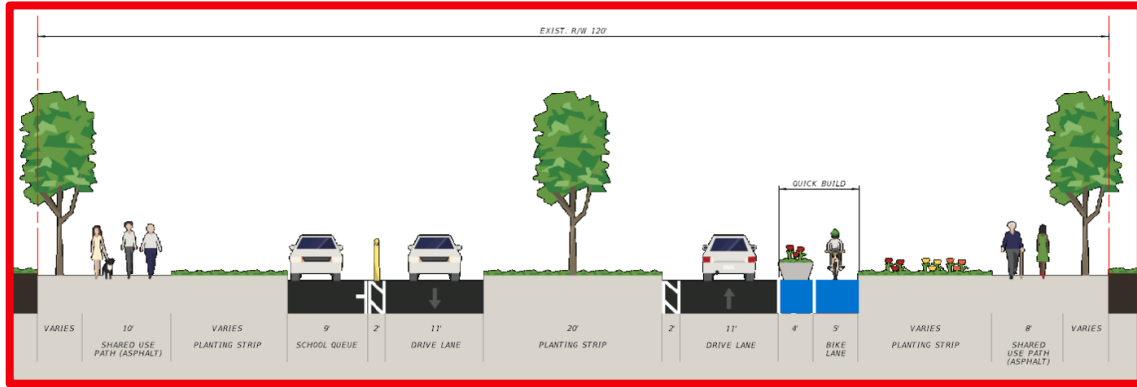 EXIST. R/W 120'
QUICK BUILD
VARIES
10'
SHARED USE
PATH (ASPHALT)
VARIES
PLANTING STRIP
9'
SCHOOL QUEUE
2'
11'
DRIVE LANE
20'
PLANTING STRIP
2'
11'
DRIVE LANE
4'
5'
BIKE
LANE
VARIES
PLANTING STRIP
8'
SHARED
USE PATH
(ASPHALT)
VARIES